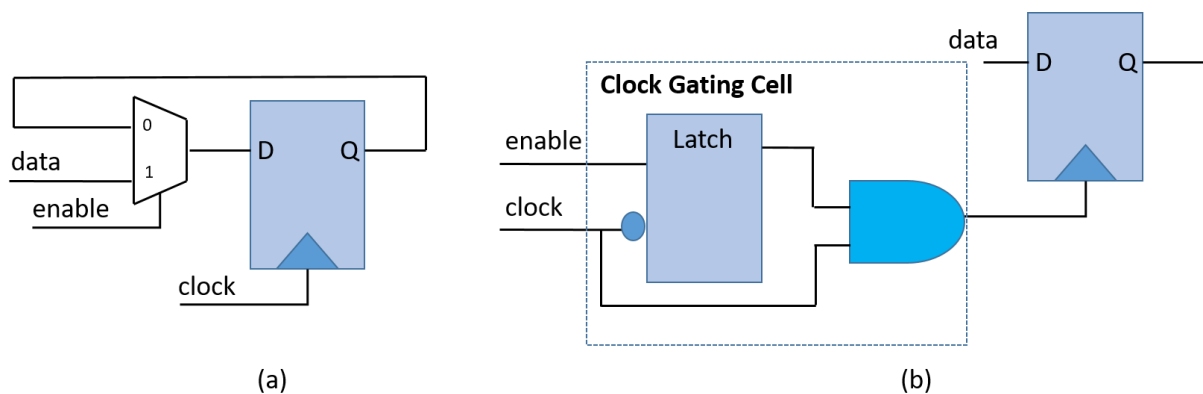 0
data
1
enable
D
Q
clock
(a)
Clock Gating Cell
enable
Latch
clock
data
D
Q
(b)